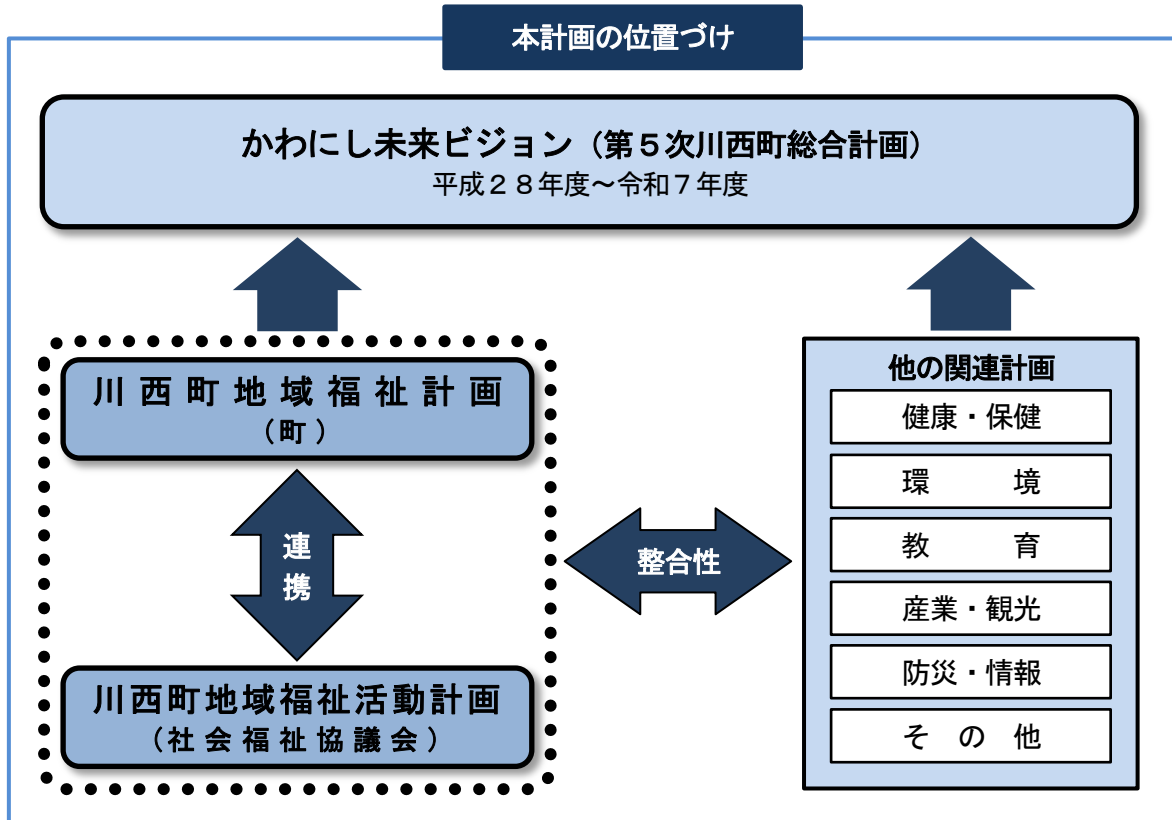 本計画の位置づけ
かわにし未来ビジョン（第５次川西町総合計画）
平成２８年度～令和７年度
川西町地域福祉計画
（町）
連
携
川西町地域福祉活動計画
（社会福祉協議会）
整合性
他の関連計画
健康・保健
環　　境
教　　育
産業・観光
防災・情報
そ　の　他